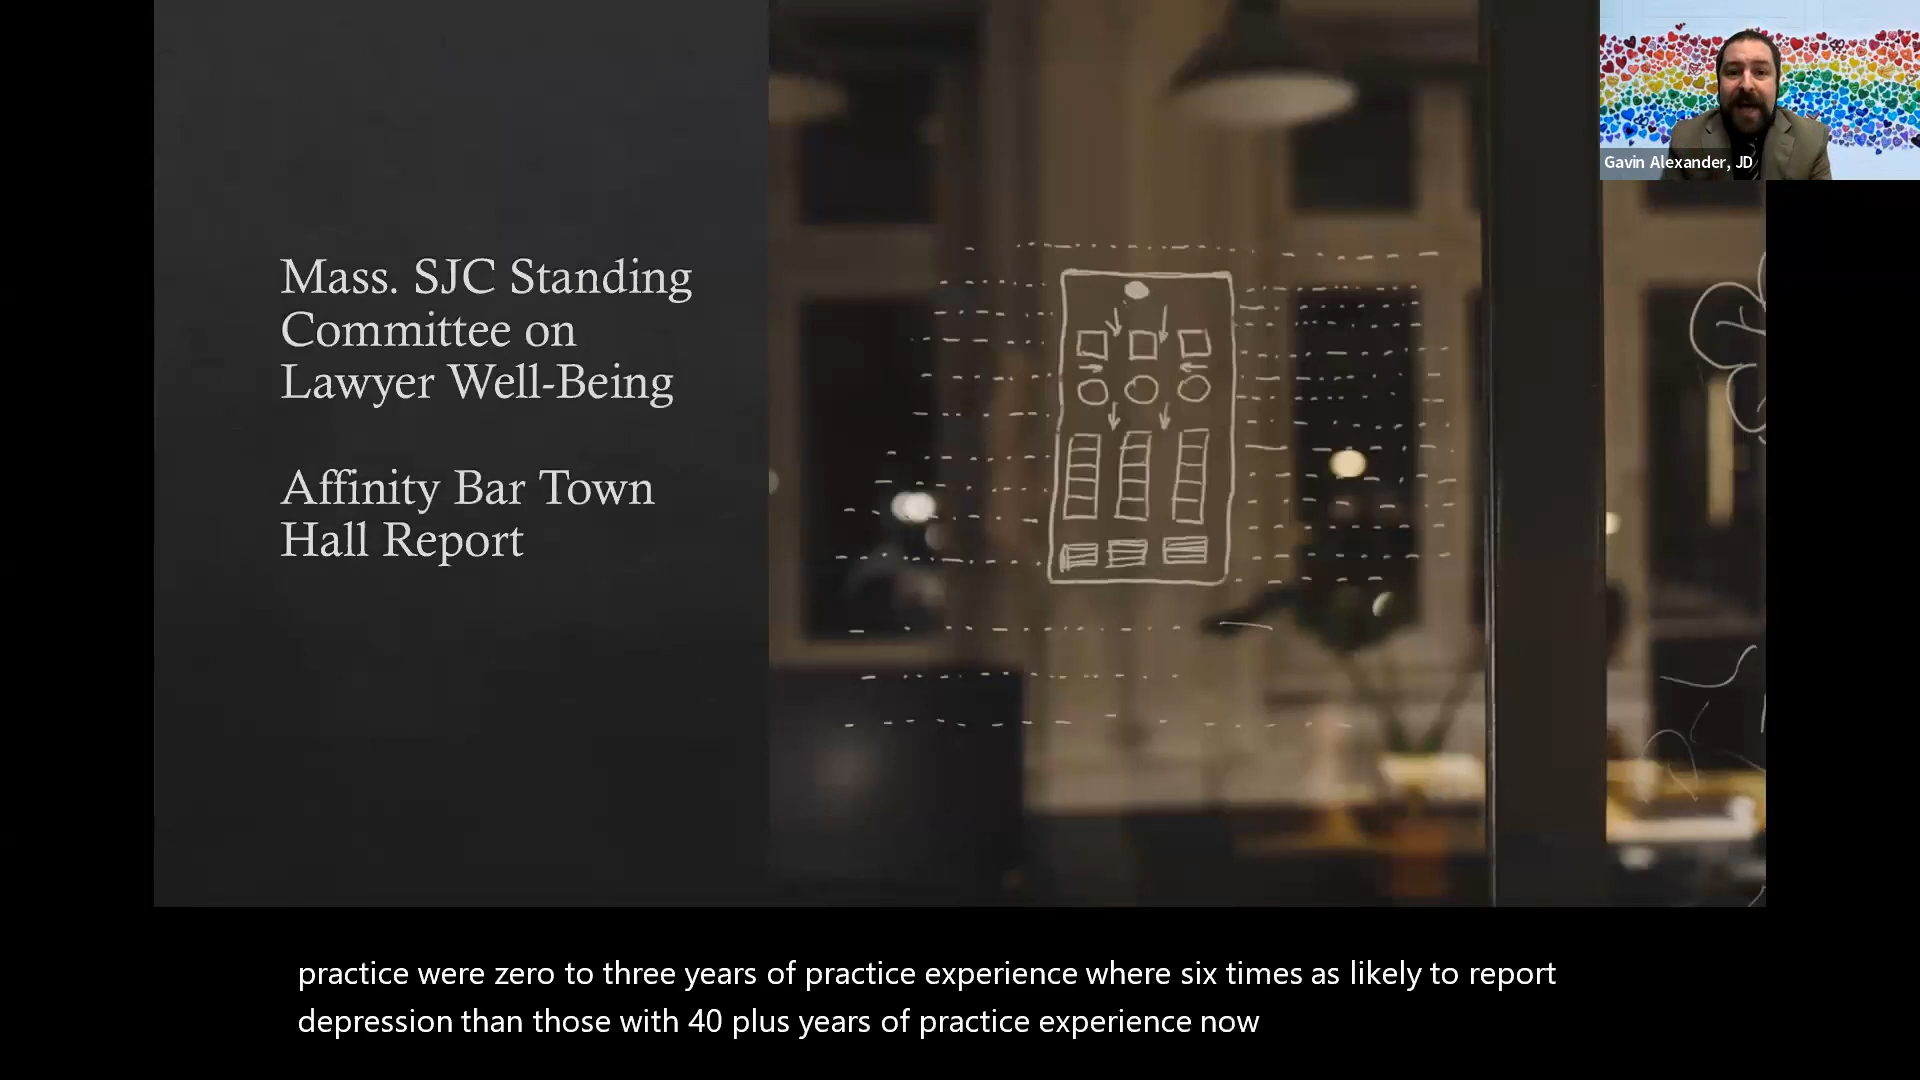 Mass. SJC Standing
Committee on
Lawyer Well-Being
Affinity Bar Town
Hall Report
Gavin Alexander, JD
practice were zero to three years of practice experience where six times as likely to report
depression than those with 40 plus years of practice experience now